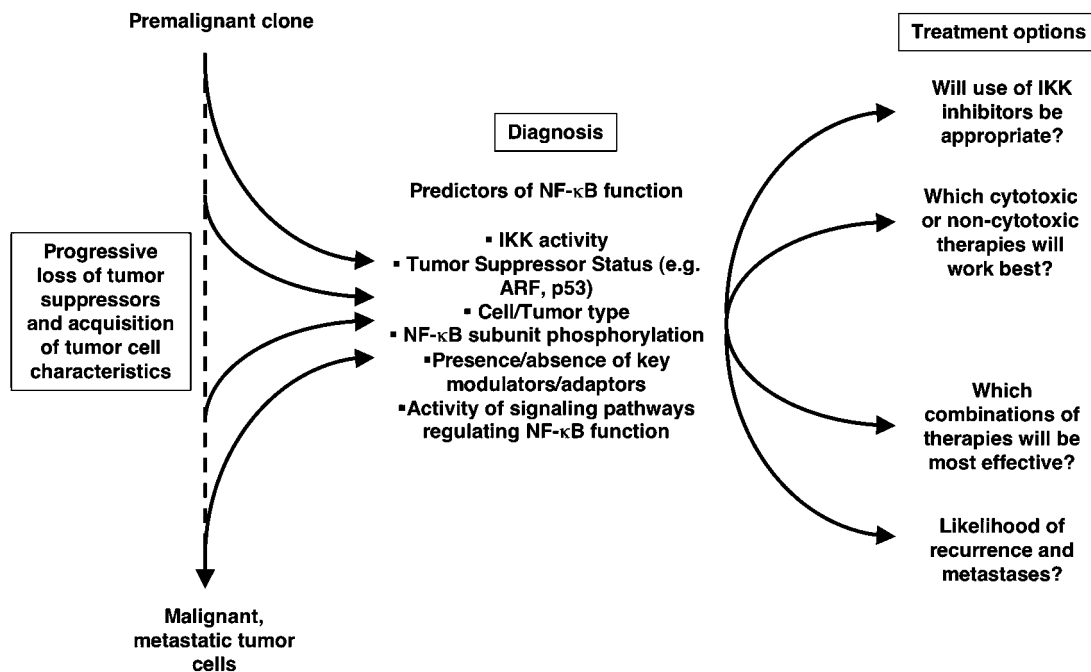 Premalignant clone
Progressive
loss of tumor
suppressors
and acquisition
of tumor cell
characteristics
Malignant,
metastatic tumor
cells
Diagnosis
Predictors of NF-κB function
▪ IKK activity
▪ Tumor Suppressor Status (e.g.
ARF, p53)
▪ Cell/Tumor type
▪ NF-κB subunit phosphorylation
▪Presence/absence of key
modulators/adaptors
▪Activity of signaling pathways
regulating NF-κB function
Treatment options
Will use of IKK
inhibitors be
appropriate?
Which cytotoxic
or non-cytotoxic
therapies will
work best?
Which
combinations of
therapies will be
most effective?
Likelihood of
recurrence and
metastases?